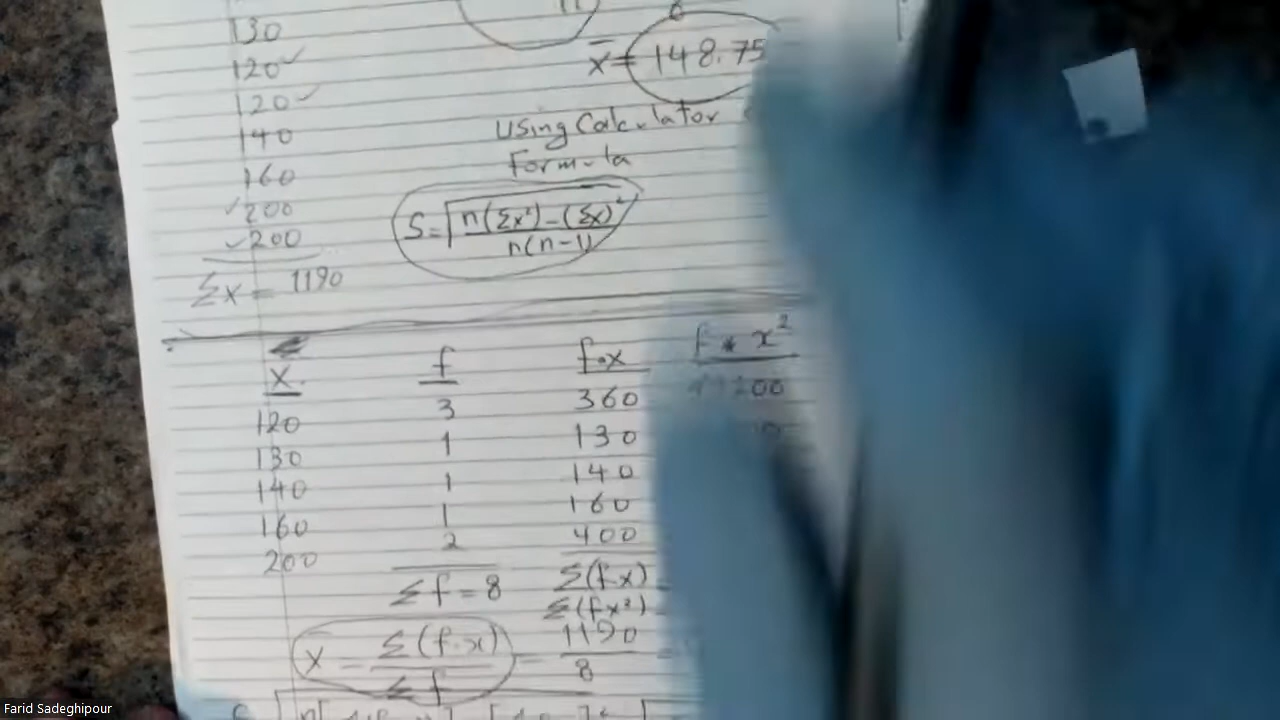 130
120 ✓
120 ✓
140
160
✓ 200
✓ 200
Σx = 1190
x̄ = 148.75
Using Calculator
Formula
S = √ n(Σx²) - (Σx)²
n(n-1)
x f f•x f * x²
120 3 360
130 1 130
140 1 140
160 1 160
200 2 400
Σf = 8 Σ(f•x)
Σ(fx²)
x̄ = Σ(f•x) = 1190
Σf 8
Farid Sadeghipour